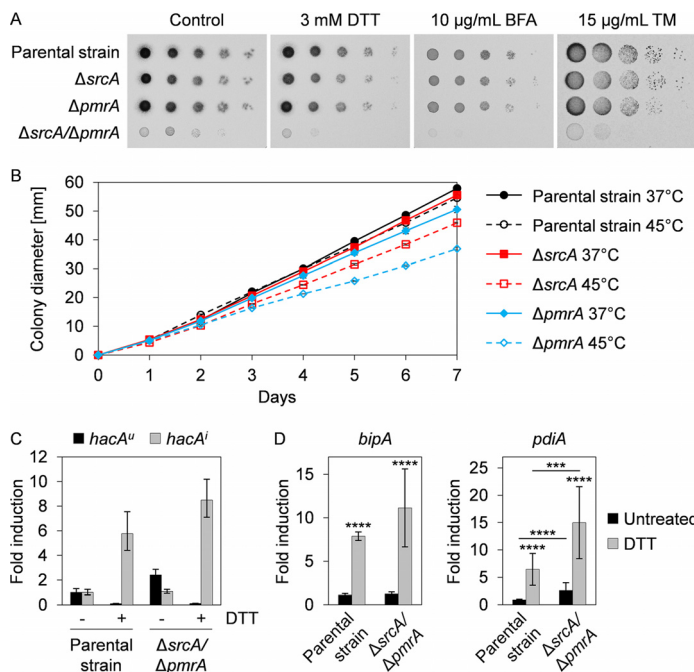 A
Control
3 mM DTT
10 µg/mL BFA
15 µg/mL TM
Parental strain
ΔsrcA
ΔpmrA
ΔsrcA/ΔpmrA
B
Colony diameter [mm]
60
50
40
30
20
10
0
0 1 2 3 4 5 6 7
Days
Parental strain 37°C
Parental strain 45°C
ΔsrcA 37°C
ΔsrcA 45°C
ΔpmrA 37°C
ΔpmrA 45°C
C
hacAᵘ hacAⁱ
Fold induction
12
10
8
6
4
2
0
- + - + DTT
Parental strain
ΔsrcA/ΔpmrA
D
bipA
Fold induction
15
10
5
0
****
****
Parental strain
ΔsrcA/ΔpmrA
pdiA
Fold induction
25
20
15
10
5
0
***
****
****
****
Parental strain
ΔsrcA/ΔpmrA
Untreated
DTT